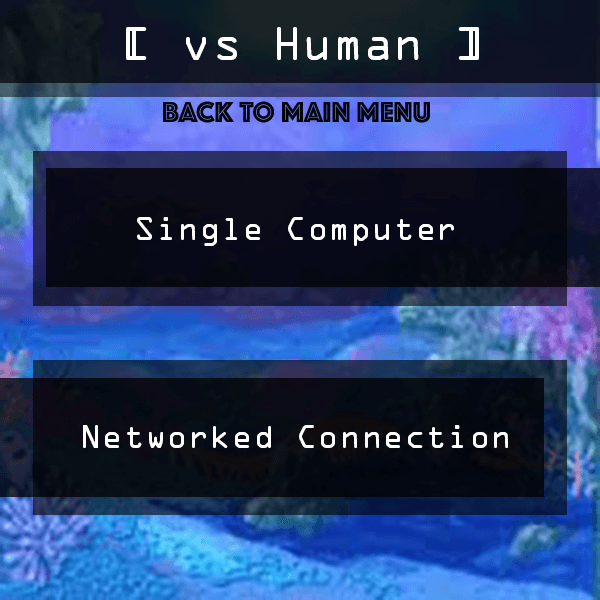 ⟦ vs Human ⟧
BACK TO MAIN MENU
Single Computer
Networked Connection